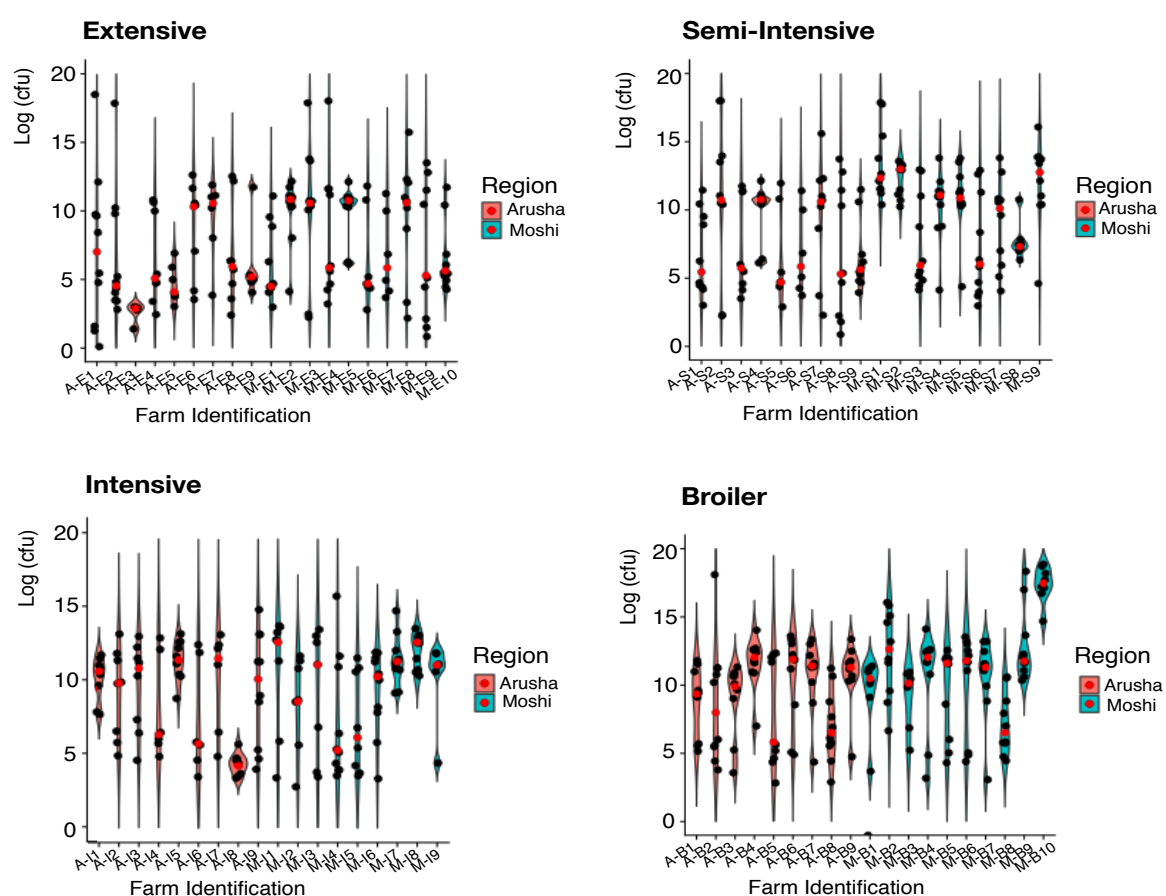 Extensive
Log (cfu)
20
15
10
5
0
A-E1 A-E2 A-E3 A-E4 A-E5 A-E6 A-E7 A-E8 A-E9 M-E1 M-E2 M-E3 M-E4 M-E5 M-E6 M-E7 M-E8 M-E9 M-E10
Farm Identification
Region
Arusha
Moshi
Semi-Intensive
Log (cfu)
20
15
10
5
0
A-S1 A-S2 A-S3 A-S4 A-S5 A-S6 A-S7 A-S8 A-S9 M-S1 M-S2 M-S3 M-S4 M-S5 M-S6 M-S7 M-S8 M-S9
Farm Identification
Region
Arusha
Moshi
Intensive
Log (cfu)
20
15
10
5
0
A-I1 A-I2 A-I3 A-I4 A-I5 A-I6 A-I7 A-I8 A-I9 M-I1 M-I2 M-I3 M-I4 M-I5 M-I6 M-I7 M-I8 M-I9
Farm Identification
Region
Arusha
Moshi
Broiler
Log (cfu)
20
15
10
5
0
A-B1 A-B2 A-B3 A-B4 A-B5 A-B6 A-B7 A-B8 A-B9 M-B1 M-B2 M-B3 M-B4 M-B5 M-B6 M-B7 M-B8 M-B9 M-B10
Farm Identification
Region
Arusha
Moshi